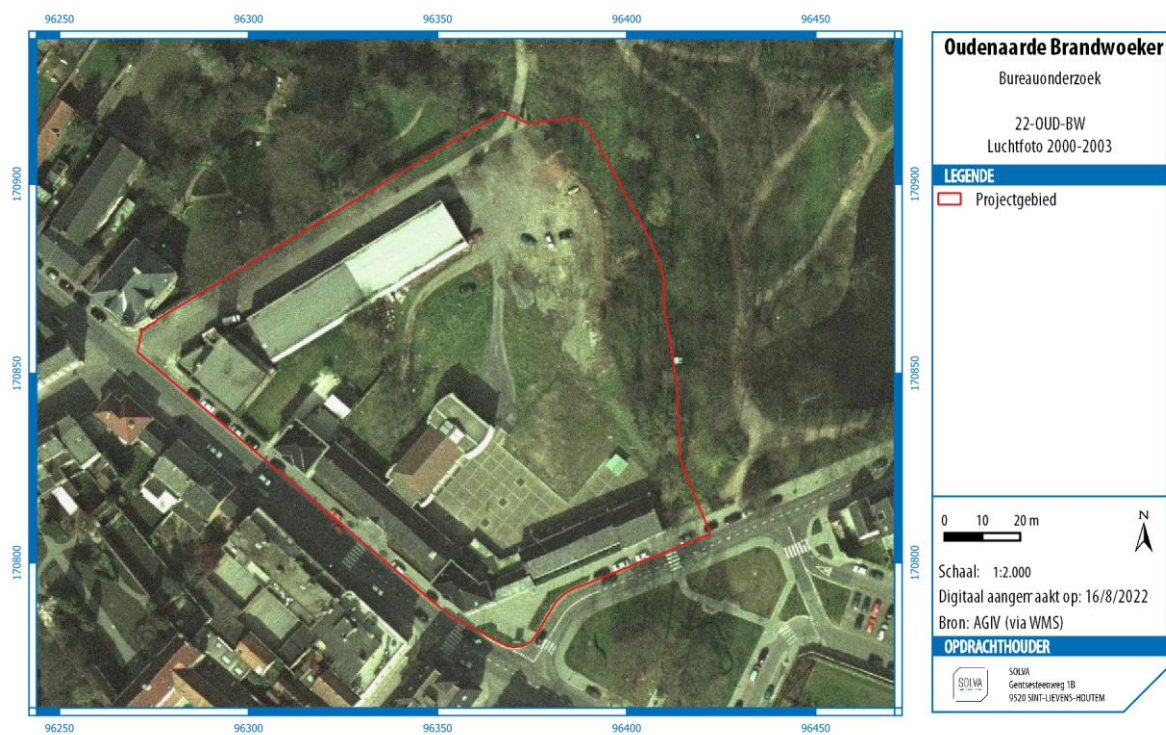 96250 96300 96350 96400 96450
170900
170850
170800
170900
170850
170800
96250 96300 96350 96400 96450
Oudenaarde Brandwoeker
Bureauonderzoek
22-OUD-BW
Luchtfoto 2000-2003
LEGENDE
Projectgebied
0 10 20 m
N
Schaal: 1:2.000
Digitaal aangemaakt op: 16/8/2022
Bron: AGIV (via WMS)
OPDRACHTHOUDER
SOLVA
SOLVA
Gentsesteenweg 1B
9520 SINT-LIEVENS-HOUTEM